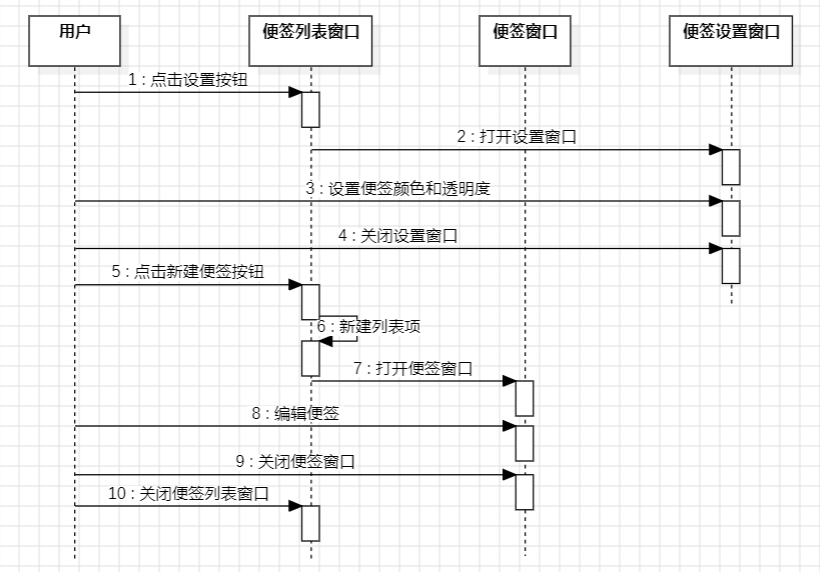 用户
便签列表窗口
便签窗口
便签设置窗口
1 : 点击设置按钮
2 : 打开设置窗口
3 : 设置便签颜色和透明度
4 : 关闭设置窗口
5 : 点击新建便签按钮
6 : 新建列表项
7 : 打开便签窗口
8 : 编辑便签
9 : 关闭便签窗口
10 : 关闭便签列表窗口